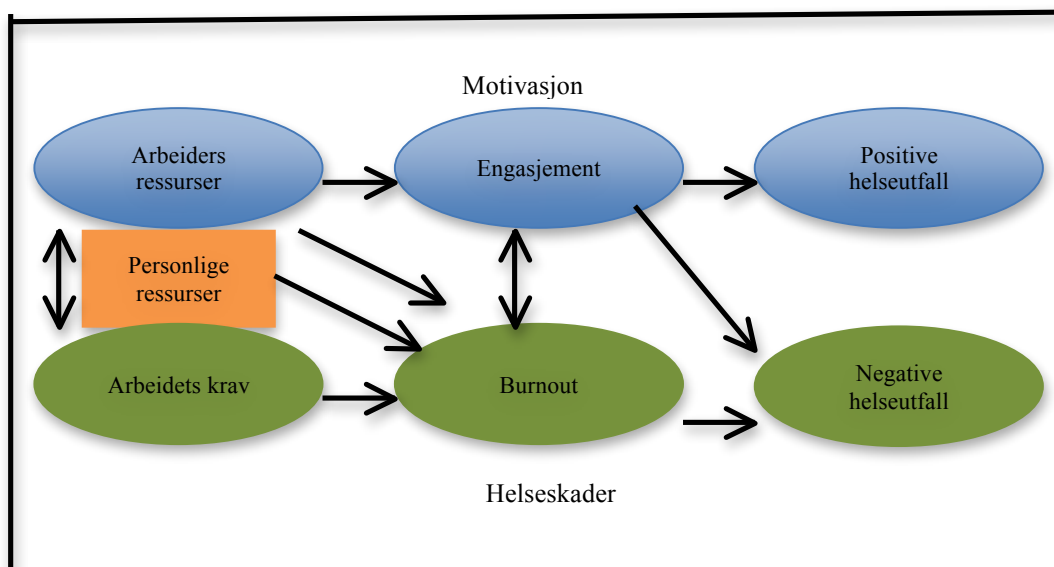 Motivasjon
Arbeiders
ressurser
Engasjement
Positive
helseutfall
Personlige
ressurser
Arbeidets krav
Burnout
Negative
helseutfall
Helseskader